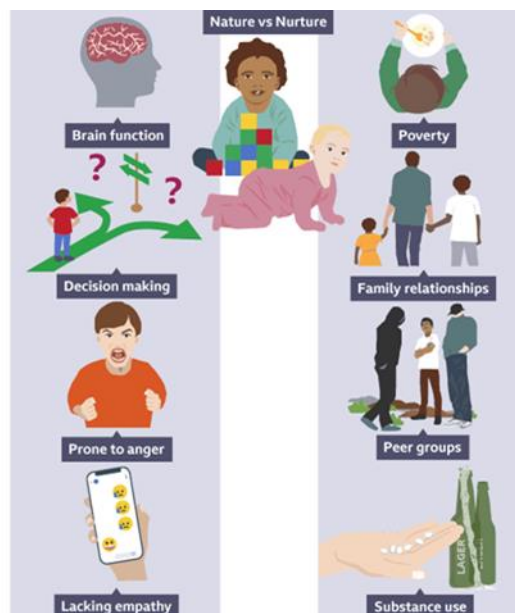 Nature vs Nurture
Brain function
Poverty
? ?
Decision making
Family relationships
Prone to anger
Peer groups
LAGER
Lacking empathy
Substance use